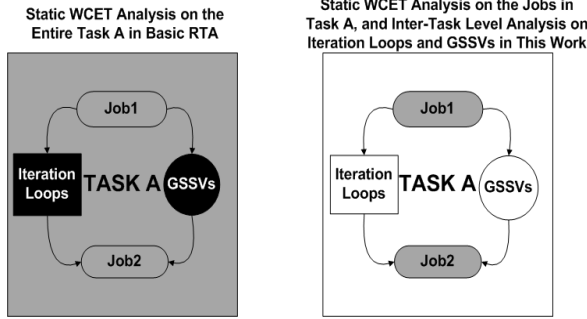 Static WCET Analysis on the
Entire Task A in Basic RTA
Job1
Iteration
Loops
TASK A
GSSVs
Job2
Static WCET Analysis on the Jobs in
Task A, and Inter-Task Level Analysis on
Iteration Loops and GSSVs in This Work
Job1
Iteration
Loops
TASK A
GSSVs
Job2